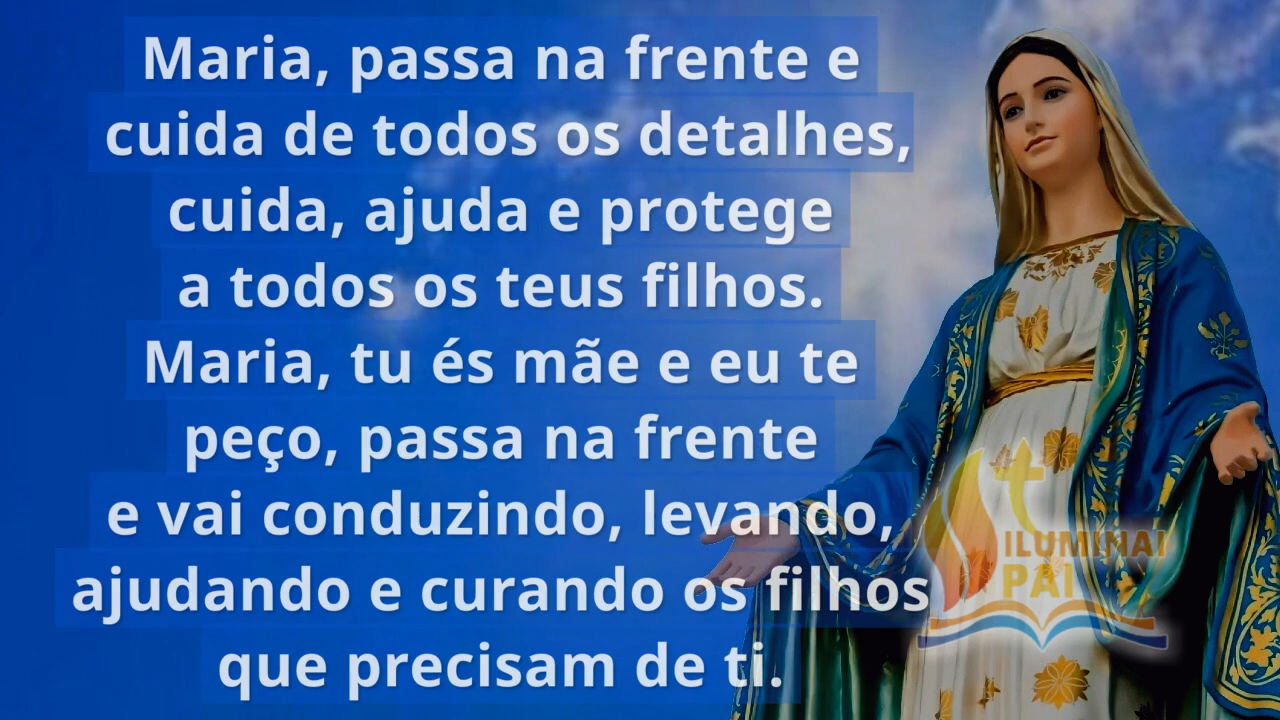 Maria, passa na frente e
cuida de todos os detalhes,
cuida, ajuda e protege
a todos os teus filhos.
Maria, tu és mãe e eu te
peço, passa na frente
e vai conduzindo, levando,
ajudando e curando os filhos
que precisam de ti.
ILUMINAI
PAI